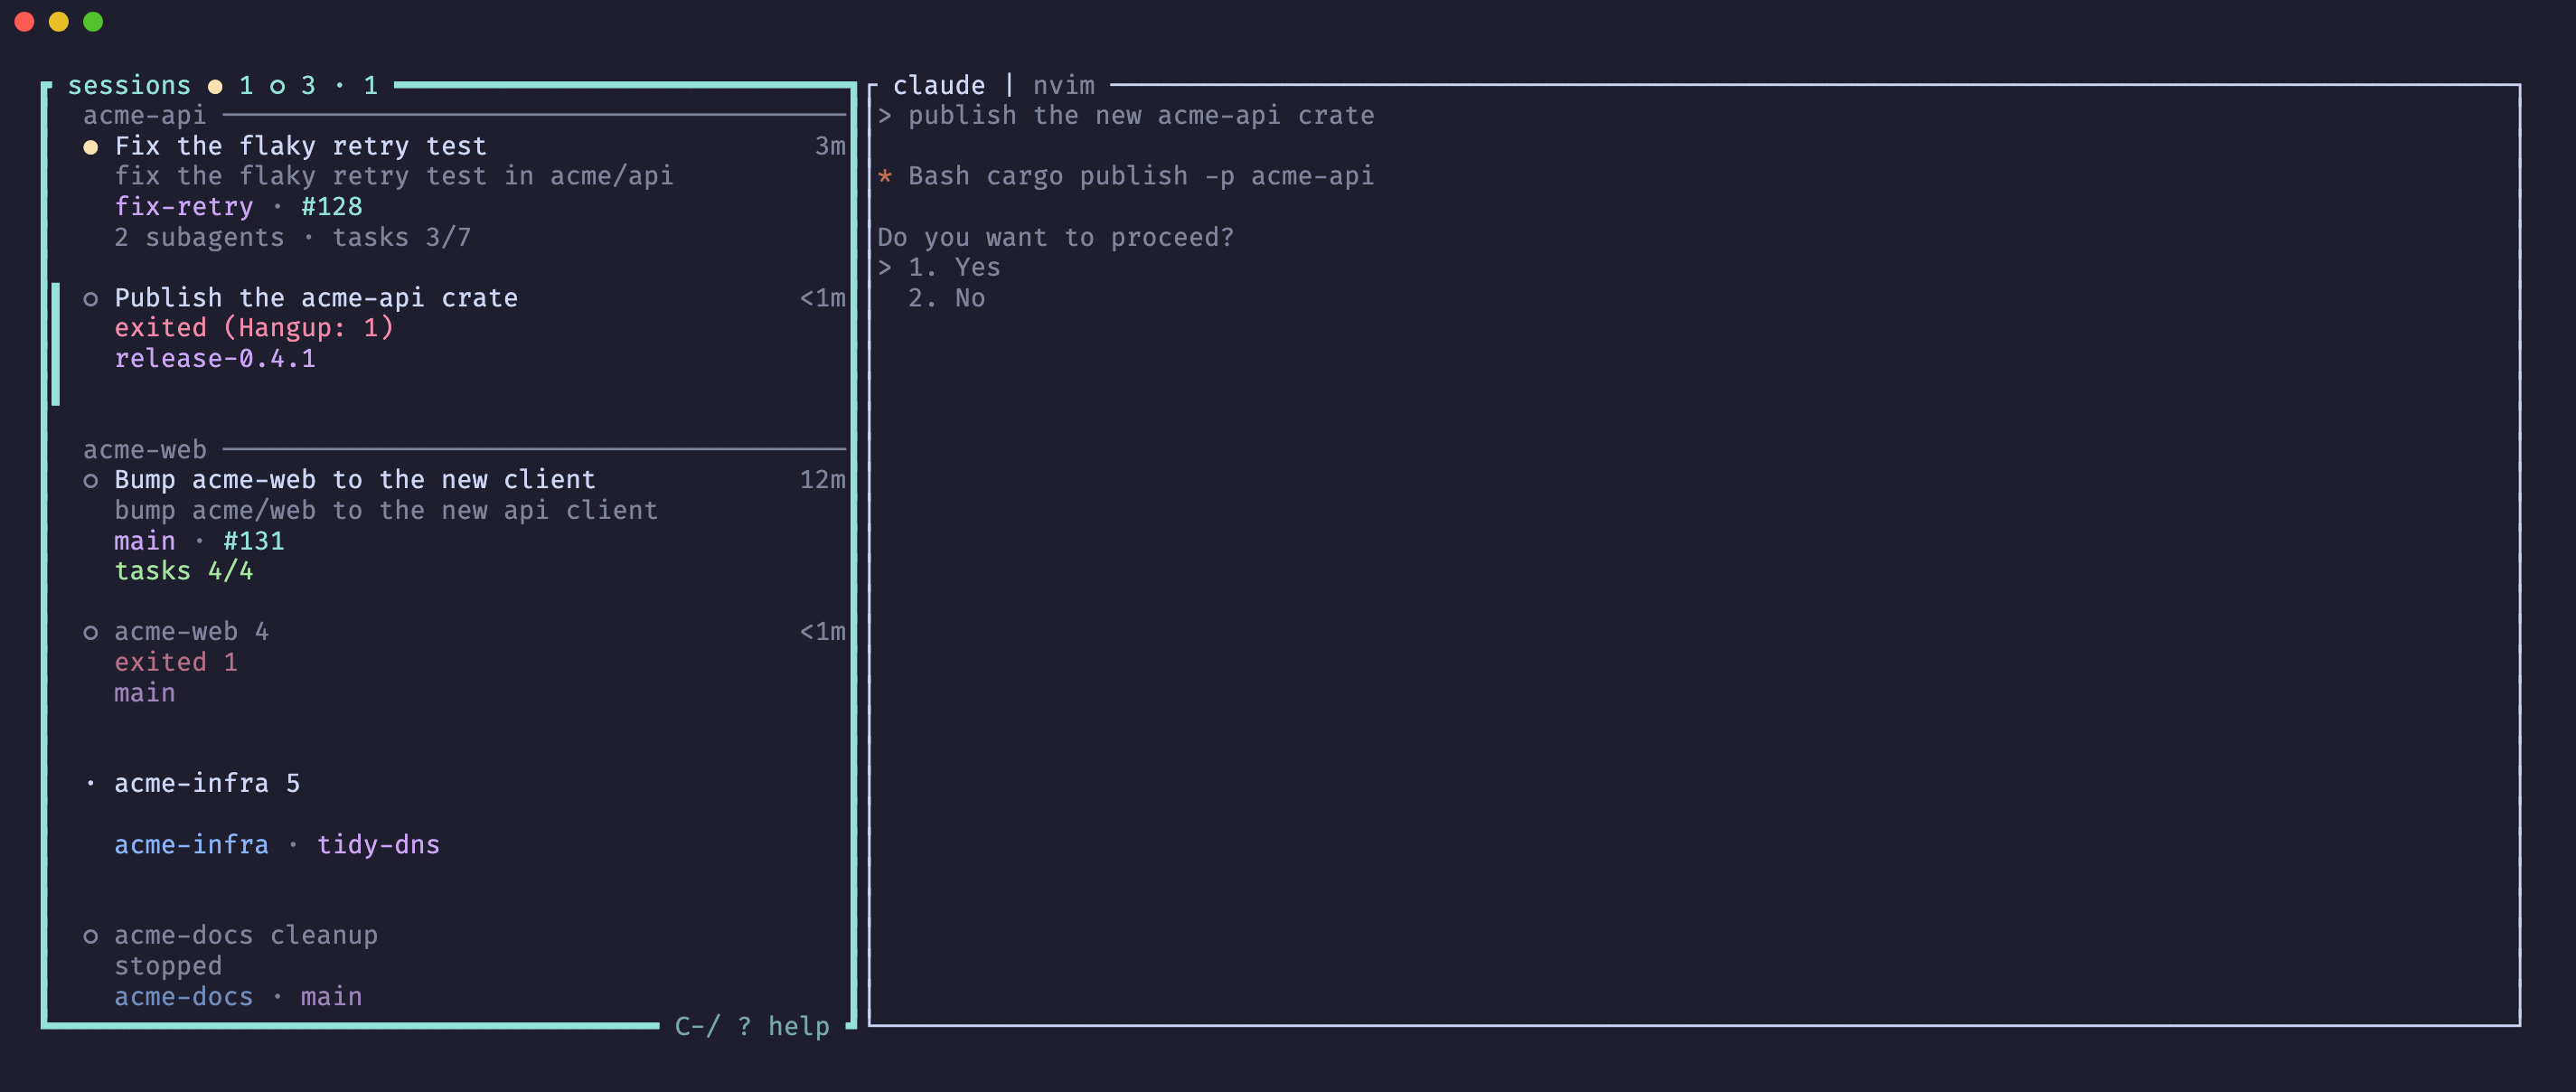 sessions ● 1 ○ 3 · 1
acme-api
● Fix the flaky retry test 3m
fix the flaky retry test in acme/api
fix-retry · #128
2 subagents · tasks 3/7
○ Publish the acme-api crate <1m
exited (Hangup: 1)
release-0.4.1
acme-web
○ Bump acme-web to the new client 12m
bump acme/web to the new api client
main · #131
tasks 4/4
○ acme-web 4 <1m
exited 1
main
· acme-infra 5
acme-infra · tidy-dns
○ acme-docs cleanup
stopped
acme-docs · main
C-/ ? help
claude | nvim
> publish the new acme-api crate
* Bash cargo publish -p acme-api
Do you want to proceed?
> 1. Yes
2. No